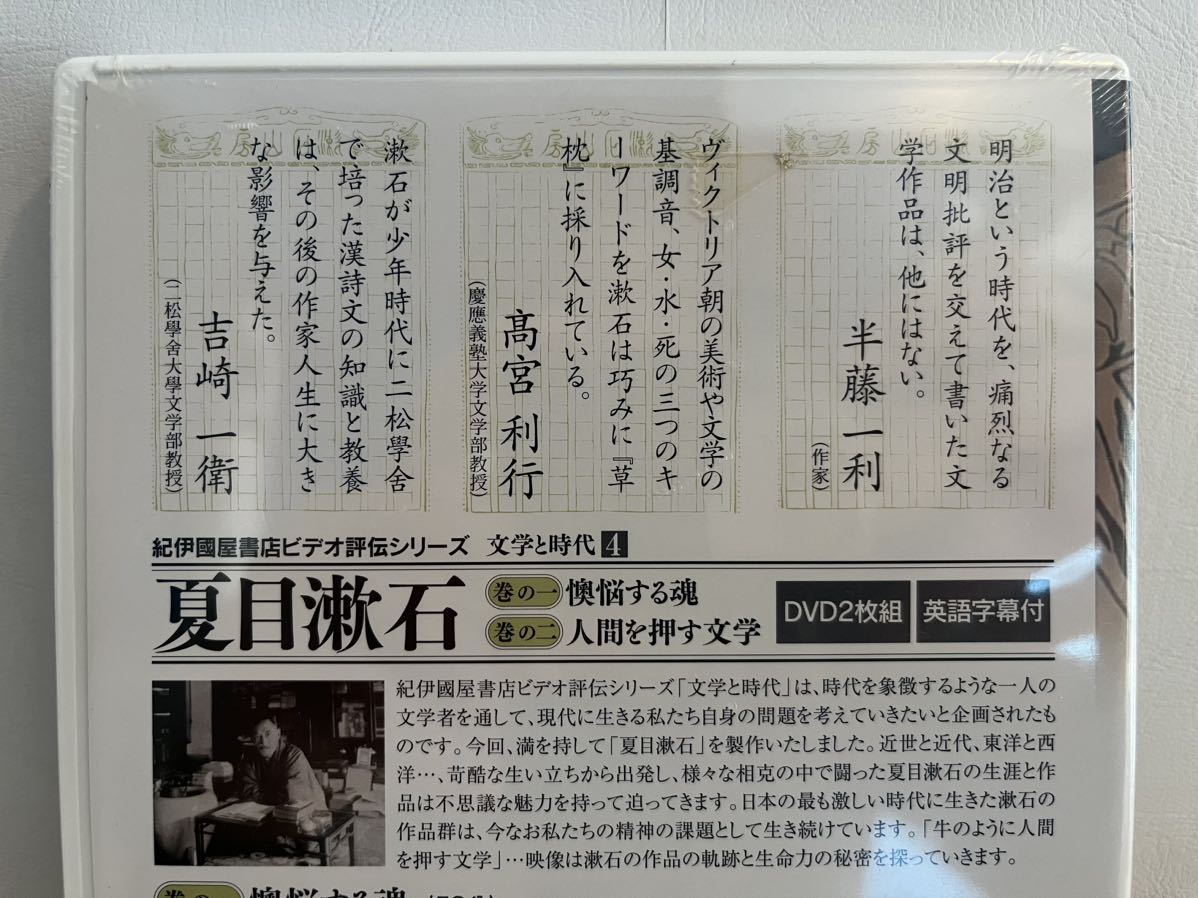 漱石山房
明治という時代を、痛烈なる
文明批評を交えて書いた文
学作品は、他にはない。
半藤一利
(作家)
漱石山房
ヴィクトリア朝の美術や文学の
基調音、女・水・死の三つのキ
ーワードを漱石は巧みに『草
枕』に採り入れている。
髙宮利行
(慶應義塾大学文学部教授)
漱石山房
漱石が少年時代に二松學舍
で培った漢詩文の知識と教養
は、その後の作家人生に大き
な影響を与えた。
吉崎一衛
(二松學舍大學文学部教授)
紀伊國屋書店ビデオ評伝シリーズ 文学と時代4
夏目漱石
巻の一 懊悩する魂
巻の二 人間を押す文学
DVD2枚組
英語字幕付
紀伊國屋書店ビデオ評伝シリーズ「文学と時代」は、時代を象徴するような一人の
文学者を通して、現代に生きる私たち自身の問題を考えていきたいと企画されたも
のです。今回、満を持して「夏目漱石」を製作いたしました。近世と近代、東洋と西
洋…、苛酷な生い立ちから出発し、様々な相克の中で闘った夏目漱石の生涯と作
品は不思議な魅力を持って迫ってきます。日本の最も激しい時代に生きた漱石の
作品群は、今なお私たちの精神の課題として生き続けています。「牛のように人間
を押す文学」…映像は漱石の作品の軌跡と生命力の秘密を探っていきます。
巻の一 懊悩する魂